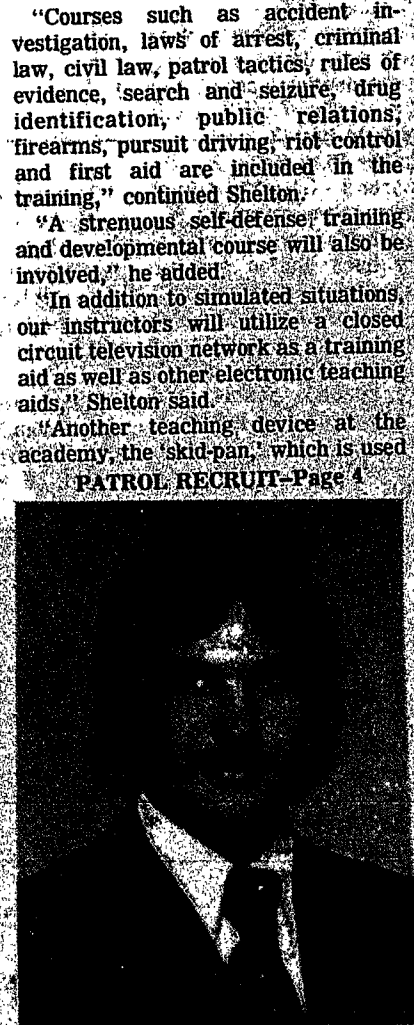 “Courses such as accident in-
vestigation, laws of arrest, criminal
law, civil law, patrol tactics, rules of
evidence, search and seizure, drug
identification, public relations,
firearms, pursuit driving, riot control
and first aid are included in the
training,” continued Shelton.
“A strenuous self-defense training
and developmental course will also be
involved,” he added.
“In addition to simulated situations,
our instructors will utilize a closed
circuit television network as a training
aid as well as other electronic teaching
aids,” Shelton said.
“Another teaching device at the
academy, the ‘skid-pan,’ which is used
PATROL RECRUIT—Page 4